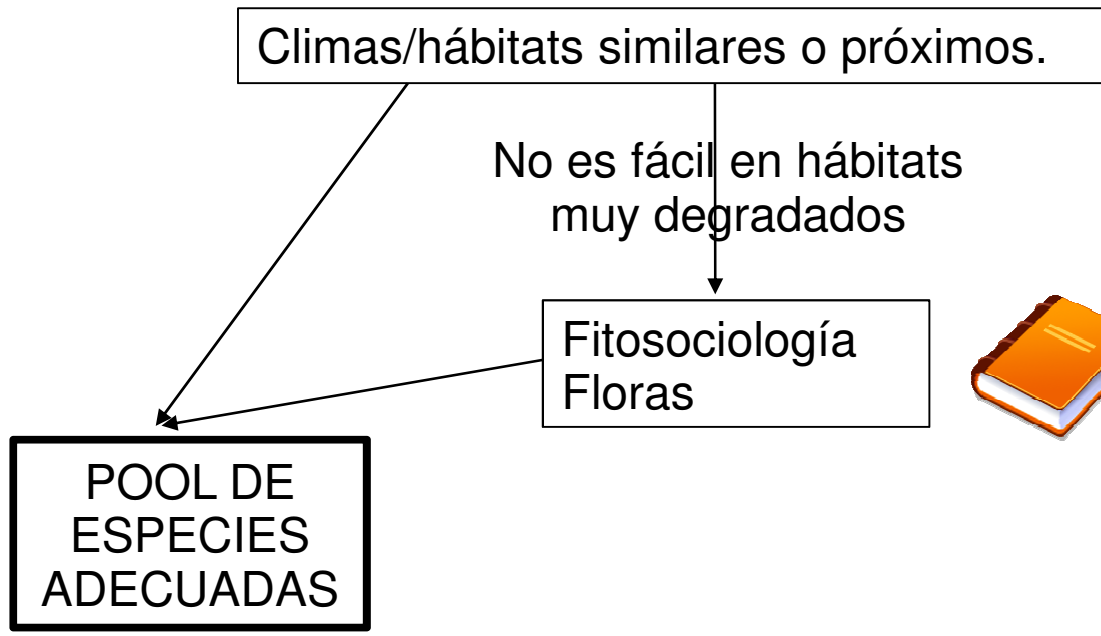 Climas/hábitats similares o próximos.
No es fácil en hábitats
muy degradados
Fitosociología
Floras
POOL DE
ESPECIES
ADECUADAS